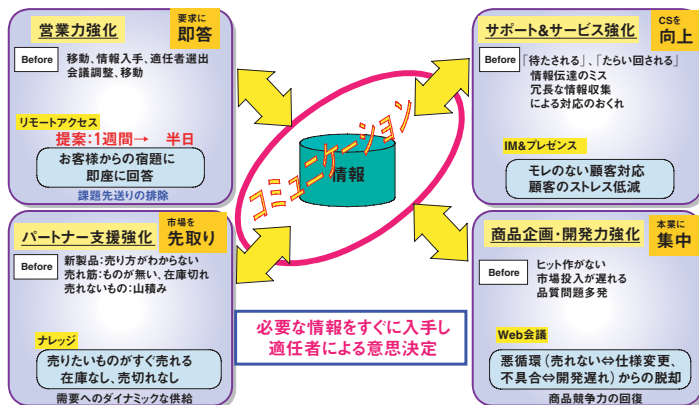 営業力強化
要求に
即答
Before
移動、情報入手、適任者選出
会議調整、移動
リモートアクセス
提案:1週間→ 半日
お客様からの宿題に
即座に回答
課題先送りの排除
サポート&サービス強化
CSを
向上
Before
「待たされる」、「たらい回される」
情報伝達のミス
冗長な情報収集
による対応のおくれ
IM&プレゼンス
モレのない顧客対応
顧客のストレス低減
コミュニケーション
情報
パートナー支援強化
市場を
先取り
Before
新製品:売り方がわからない
売れ筋:ものが無い、在庫切れ
売れないもの:山積み
ナレッジ
売りたいものがすぐ売れる
在庫なし、売切れなし
需要へのダイナミックな供給
必要な情報をすぐに入手し
適任者による意思決定
商品企画・開発力強化
本業に
集中
Before
ヒット作がない
市場投入が遅れる
品質問題多発
Web会議
悪循環(売れない⇔仕様変更、
不具合⇔開発遅れ)からの脱却
商品競争力の回復